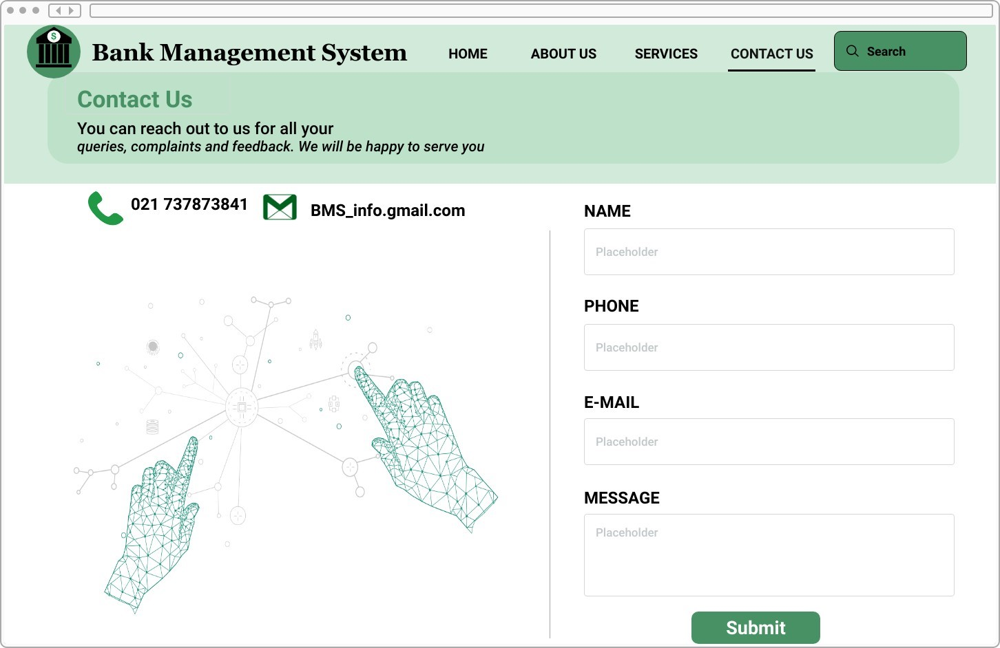 $
Bank Management System
HOME
ABOUT US
SERVICES
CONTACT US
Search
Contact Us
You can reach out to us for all your
queries, complaints and feedback. We will be happy to serve you
021 737873841
BMS_info.gmail.com
NAME
Placeholder
PHONE
Placeholder
E-MAIL
Placeholder
MESSAGE
Placeholder
Submit